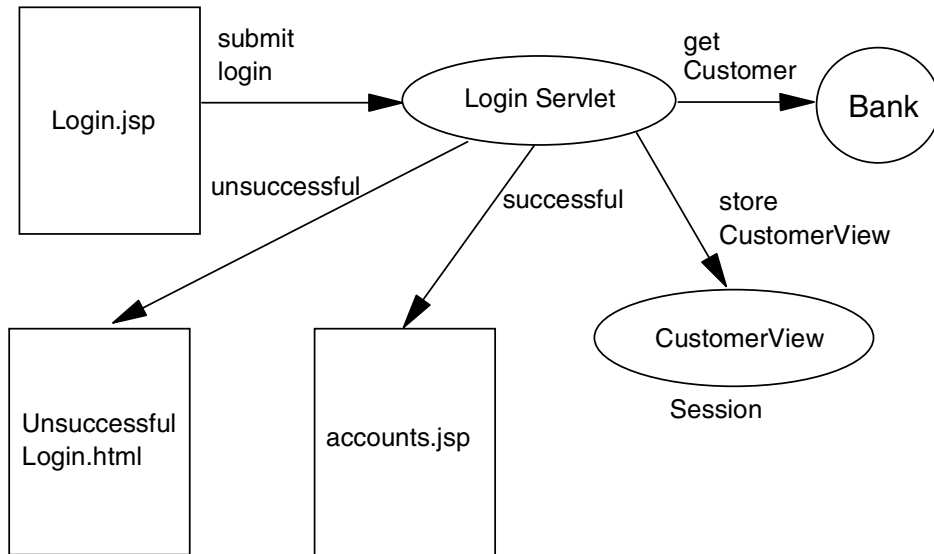 submit
login
get
Customer
Login.jsp
Login Servlet
Bank
unsuccessful
successful
store
CustomerView
CustomerView
Session
Unsuccessful
Login.html
accounts.jsp